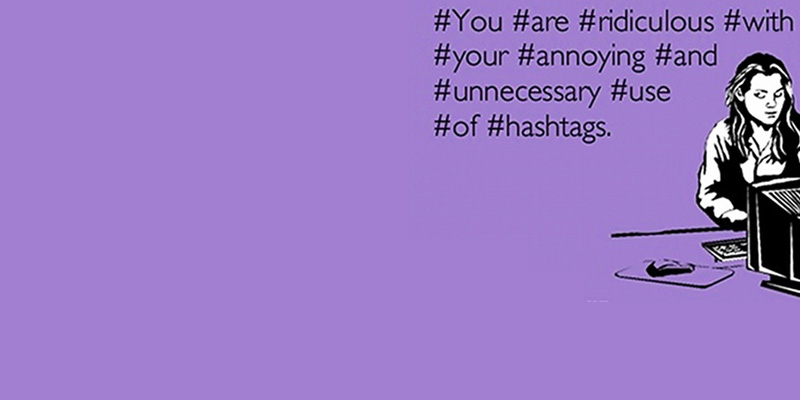 #You #are #ridiculous #with
#your #annoying #and
#unnecessary #use
#of #hashtags.